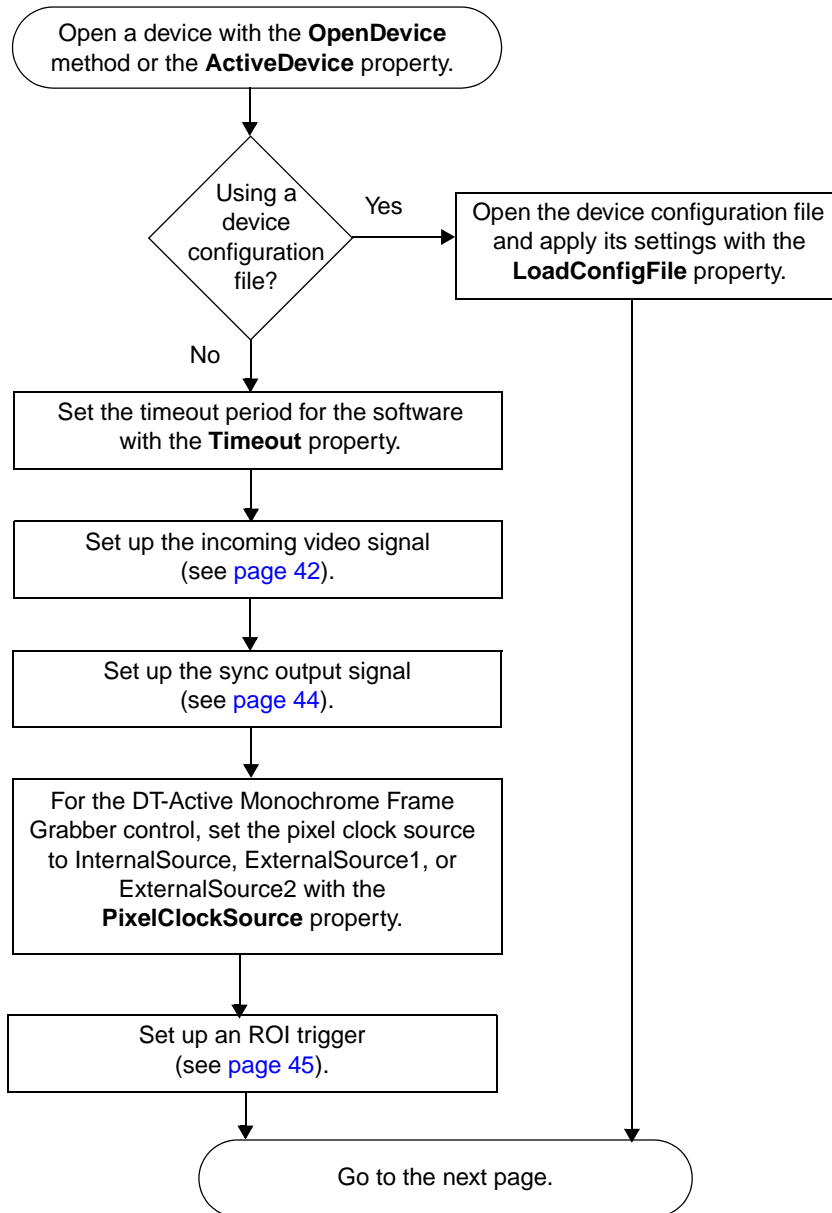 Open a device with the OpenDevice
method or the ActiveDevice property.
Using a
device
configuration
file?
Yes
Open the device configuration file
and apply its settings with the
LoadConfigFile property.
No
Set the timeout period for the software
with the Timeout property.
Set up the incoming video signal
(see page 42).
Set up the sync output signal
(see page 44).
For the DT-Active Monochrome Frame
Grabber control, set the pixel clock source
to InternalSource, ExternalSource1, or
ExternalSource2 with the
PixelClockSource property.
Set up an ROI trigger
(see page 45).
Go to the next page.